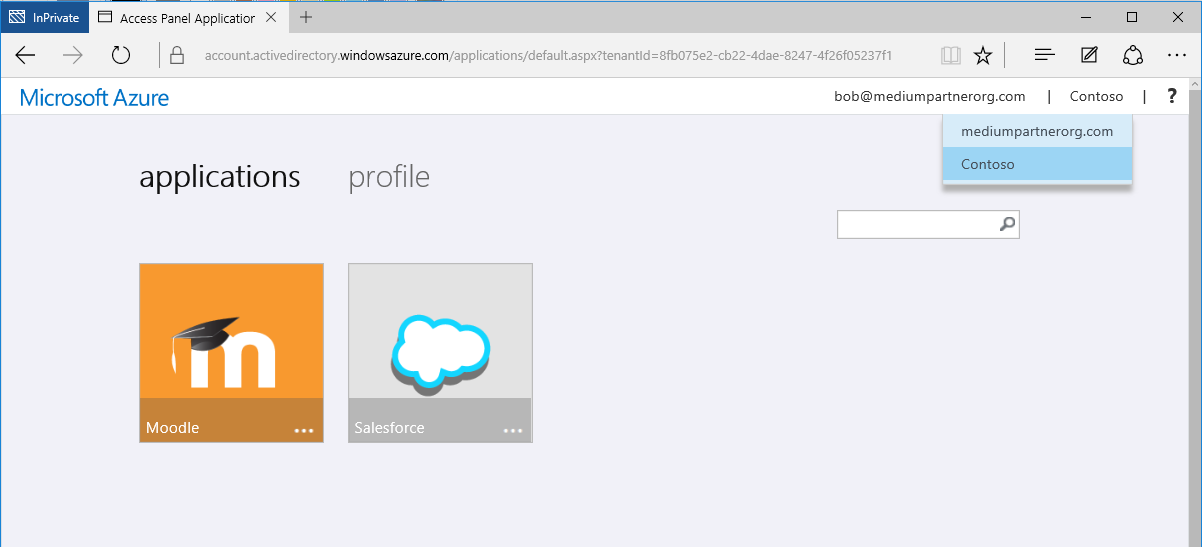 InPrivate Access Panel Applicatior
account.activedirectory.windowsazure.com/applications/default.aspx?tenantId=8fb075e2-cb22-4dae-8247-4f26f05237f1
Microsoft Azure bob@mediumpartnerorg.com | Contoso | ?
mediumpartnerorg.com
Contoso
applications profile
m
Moodle ... Salesforce ...